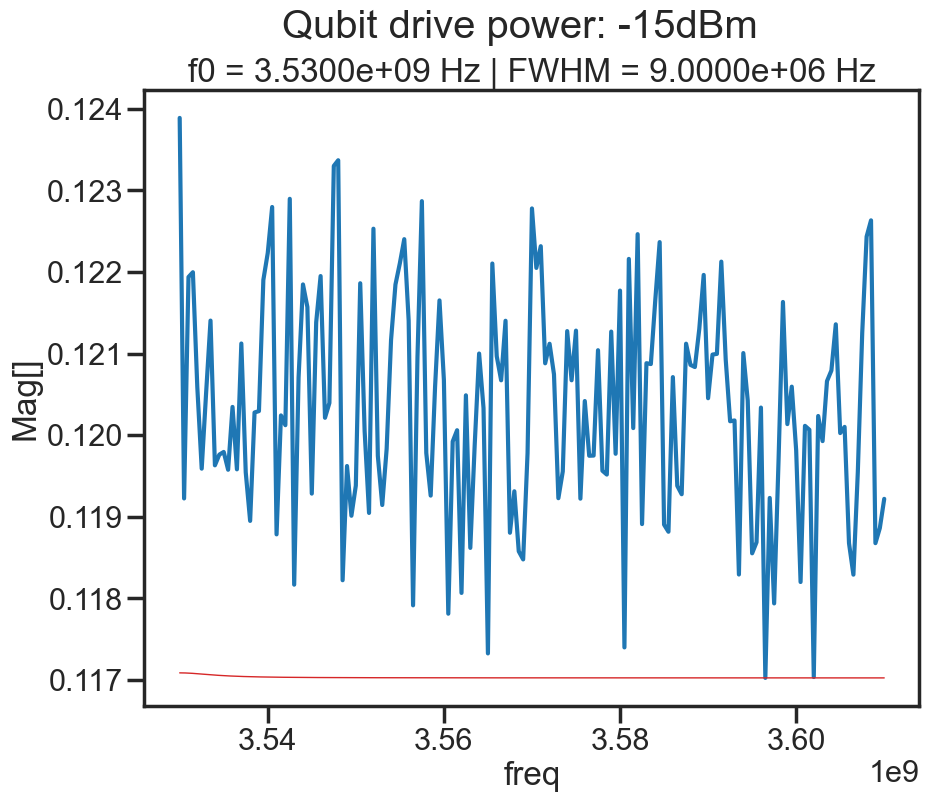 Qubit drive power: -15dBm
f0 = 3.5300e+09 Hz | FWHM = 9.0000e+06 Hz
0.124
0.123
0.122
0.121
0.120
0.119
0.118
0.117
Mag[]
3.54 3.56 3.58 3.60
1e9
freq